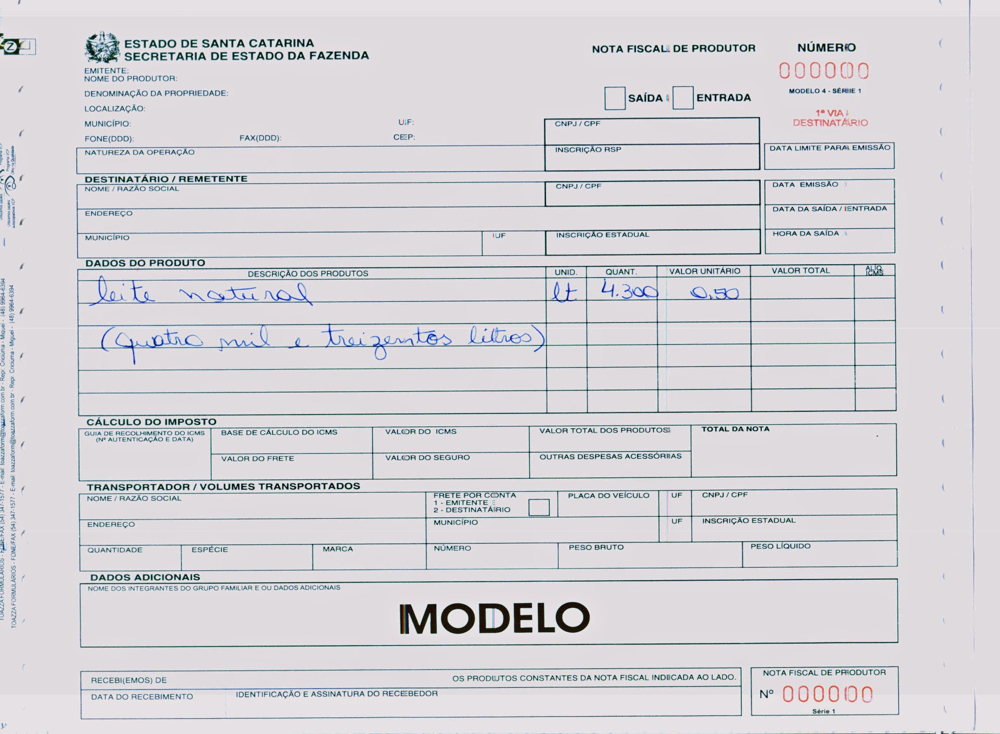 ESTADO DE SANTA CATARINA
SECRETARIA DE ESTADO DA FAZENDA
NOTA FISCAL DE PRODUTOR
NÚMERO
000000
MODELO 4 - SÉRIE 1
1ª VIA
DESTINATÁRIO
EMITENTE:
NOME DO PRODUTOR:
DENOMINAÇÃO DA PROPRIEDADE:
SAÍDA ENTRADA
LOCALIZAÇÃO:
MUNICÍPIO: UF:
FONE(DDD): FAX(DDD): CEP:
CNPJ / CPF
NATUREZA DA OPERAÇÃO
INSCRIÇÃO RSP
DATA LIMITE PARA EMISSÃO
DESTINATÁRIO / REMETENTE
NOME / RAZÃO SOCIAL
CNPJ / CPF
DATA EMISSÃO
ENDEREÇO
DATA DA SAÍDA / ENTRADA
MUNICÍPIO
UF
INSCRIÇÃO ESTADUAL
HORA DA SAÍDA
DADOS DO PRODUTO
DESCRIÇÃO DOS PRODUTOS UNID. QUANT. VALOR UNITÁRIO VALOR TOTAL ALÍQ. ICMS
leite natural lt 4.300 0,50
(quatro mil e treizentos litros)
CÁLCULO DO IMPOSTO
GUIA DE RECOLHIMENTO DO ICMS
(Nº AUTENTICAÇÃO E DATA)
BASE DE CÁLCULO DO ICMS
VALOR DO ICMS
VALOR TOTAL DOS PRODUTOS
TOTAL DA NOTA
VALOR DO FRETE
VALOR DO SEGURO
OUTRAS DESPESAS ACESSÓRIAS
TRANSPORTADOR / VOLUMES TRANSPORTADOS
NOME / RAZÃO SOCIAL
FRETE POR CONTA
1 - EMITENTE
2 - DESTINATÁRIO
PLACA DO VEÍCULO
UF
CNPJ / CPF
ENDEREÇO
MUNICÍPIO
UF
INSCRIÇÃO ESTADUAL
QUANTIDADE
ESPÉCIE
MARCA
NÚMERO
PESO BRUTO
PESO LÍQUIDO
DADOS ADICIONAIS
NOME DOS INTEGRANTES DO GRUPO FAMILIAR E OU DADOS ADICIONAIS
MODELO
RECEBI(EMOS) DE OS PRODUTOS CONSTANTES DA NOTA FISCAL INDICADA AO LADO.
DATA DO RECEBIMENTO
IDENTIFICAÇÃO E ASSINATURA DO RECEBEDOR
NOTA FISCAL DE PRODUTOR
Nº 000000
Série 1
TOAZZA FORMULÁRIOS - FONE/FAX (54) 347-1577 - E-mail: toazzaform@toazzaform.com.br - Repr. Criciúma - Miguel - (48) 9964-6394
TOAZZA FORMULÁRIOS - FONE/FAX (54) 347-1577 - E-mail: toazzaform@toazzaform.com.br - Repr. Criciúma - Miguel - (48) 9964-6394
Utilizamos papéis
autocopiativos VCP
Programa VCP
Olho na Qualidade